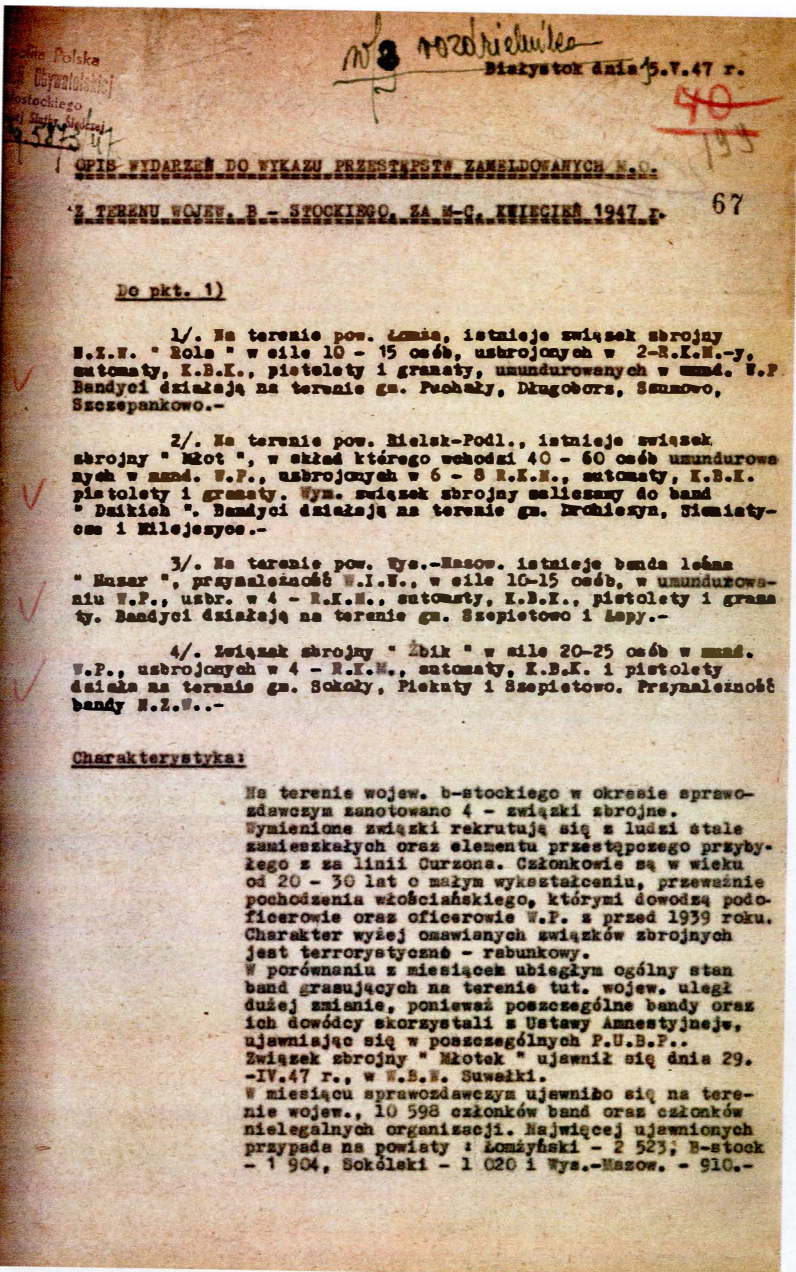 w/g rozdzielnika
Białystok dnia 15.V.47 r.
Polska
Obywatelskiej
ostockiego
Służb. Śledczej
5873/47
40
199
OPIS WYDARZEŃ DO WYKAZU PRZESTĘPSTW ZAMELDOWANYCH M.O.
Z TERENU WOJEW. B - STOCKIEGO, ZA M-C. KWIECIEŃ 1947 r.
67
Do pkt. 1)
1/. Na terenie pow. Łomża, istnieje związek zbrojny
N.Z.W. " Rola " w sile 10 - 15 osób, uzbrojonych w 2-R.K.M.-y,
automaty, K.B.K., pistolety i granaty, umundurowanych w mund. W.P
Bandyci działają na terenie gm. Puchały, Długobórz, Szumowo,
Szczepankowo.-
2/. Na terenie pow. Bielsk-Podl., istnieje związek
zbrojny " Młot ", w skład którego wchodzi 40 - 60 osób umundurowa
nych w mund. W.P., uzbrojonych w 6 - 8 R.K.M., automaty, K.B.K.
pistolety i granaty. Wym. związek zbrojny zaliczamy do band
" Dzikich ". Bandyci działają na terenie gm. Drohiczyn, Siemiaty-
cze i Milejczyce.-
3/. Na terenie pow. Wys.-Mazow. istnieje banda leśna
" Huzar ", przynależność W.I.N., w sile 10-15 osób, w umundurowa-
niu W.P., uzbr. w 4 - R.K.M., automaty, K.B.K., pistolety i grana
ty. Bandyci działają na terenie gm. Szepietowo i Łapy.-
4/. Związek zbrojny " Żbik " w sile 20-25 osób w mund.
W.P., uzbrojonych w 4 - R.K.M., automaty, K.B.K. i pistolety
działa na terenie gm. Sokoły, Piekuty i Szepietowo. Przynależność
bandy N.Z.W..-
Charakterystyka:
Na terenie wojew. b-stockiego w okresie sprawo-
zdawczym zanotowano 4 - związki zbrojne.
Wymienione związki rekrutują się z ludzi stale
zamieszkałych oraz elementu przestępczego przyby-
łego z za linii Curzona. Członkowie są w wieku
od 20 - 30 lat o małym wykształceniu, przeważnie
pochodzenia włościańskiego, którymi dowodzą podo-
ficerowie oraz oficerowie W.P. z przed 1939 roku.
Charakter wyżej omawianych związków zbrojnych
jest terrorystyczno - rabunkowy.
W porównaniu z miesiącem ubiegłym ogólny stan
band grasujących na terenie tut. wojew. uległ
dużej zmianie, ponieważ poszczególne bandy oraz
ich dowódcy skorzystali z Ustawy Amnestyjnej,
ujawniając się w poszczególnych P.U.B.P..
Związek zbrojny " Młotek " ujawnił się dnia 29.
-IV.47 r., w W.B.W. Suwałki.
W miesiącu sprawozdawczym ujawniło się na tere-
nie wojew., 10 598 członków band oraz członków
nielegalnych organizacji. Najwięcej ujawnionych
przypada na powiaty : Łomżyński - 2 523, B-stock
- 1 904, Sokólski - 1 020 i Wys.-Mazow. - 910.-